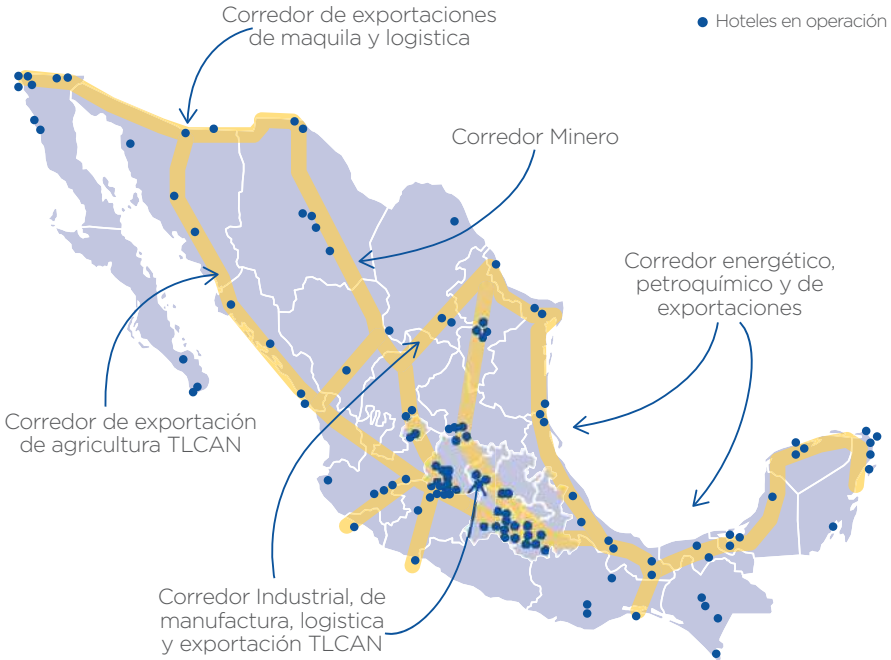 Corredor de exportaciones
de maquila y logistica
Hoteles en operación
Corredor Minero
Corredor energético,
petroquímico y de
exportaciones
Corredor de exportación
de agricultura TLCAN
Corredor Industrial, de
manufactura, logistica
y exportación TLCAN